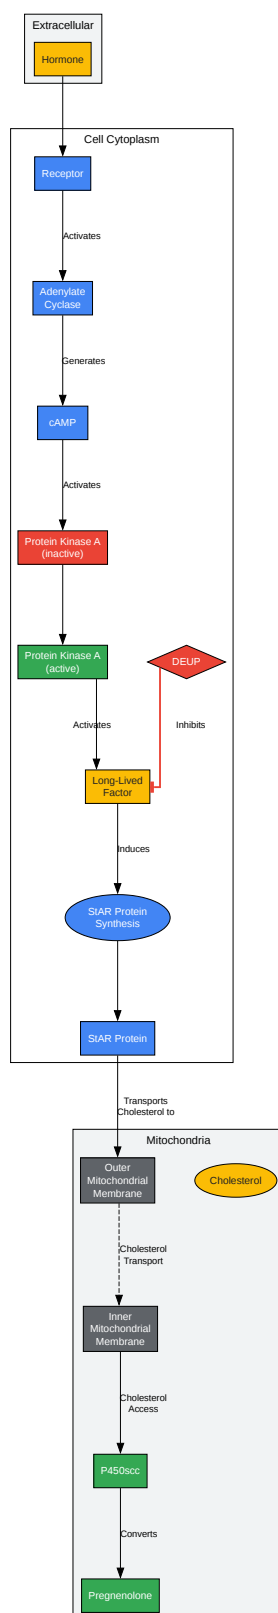 Extracellular
Hormone
Cell Cytoplasm
Receptor
Activates
Adenylate
Cyclase
Generates
cAMP
Activates
Protein Kinase A
(inactive)
Protein Kinase A
(active)
DEUP
Activates
Inhibits
Long-Lived
Factor
Induces
StAR Protein
Synthesis
StAR Protein
Transports
Cholesterol to
Mitochondria
Outer
Mitochondrial
Membrane
Cholesterol
Cholesterol
Transport
Inner
Mitochondrial
Membrane
Cholesterol
Access
P450scc
Converts
Pregnenolone